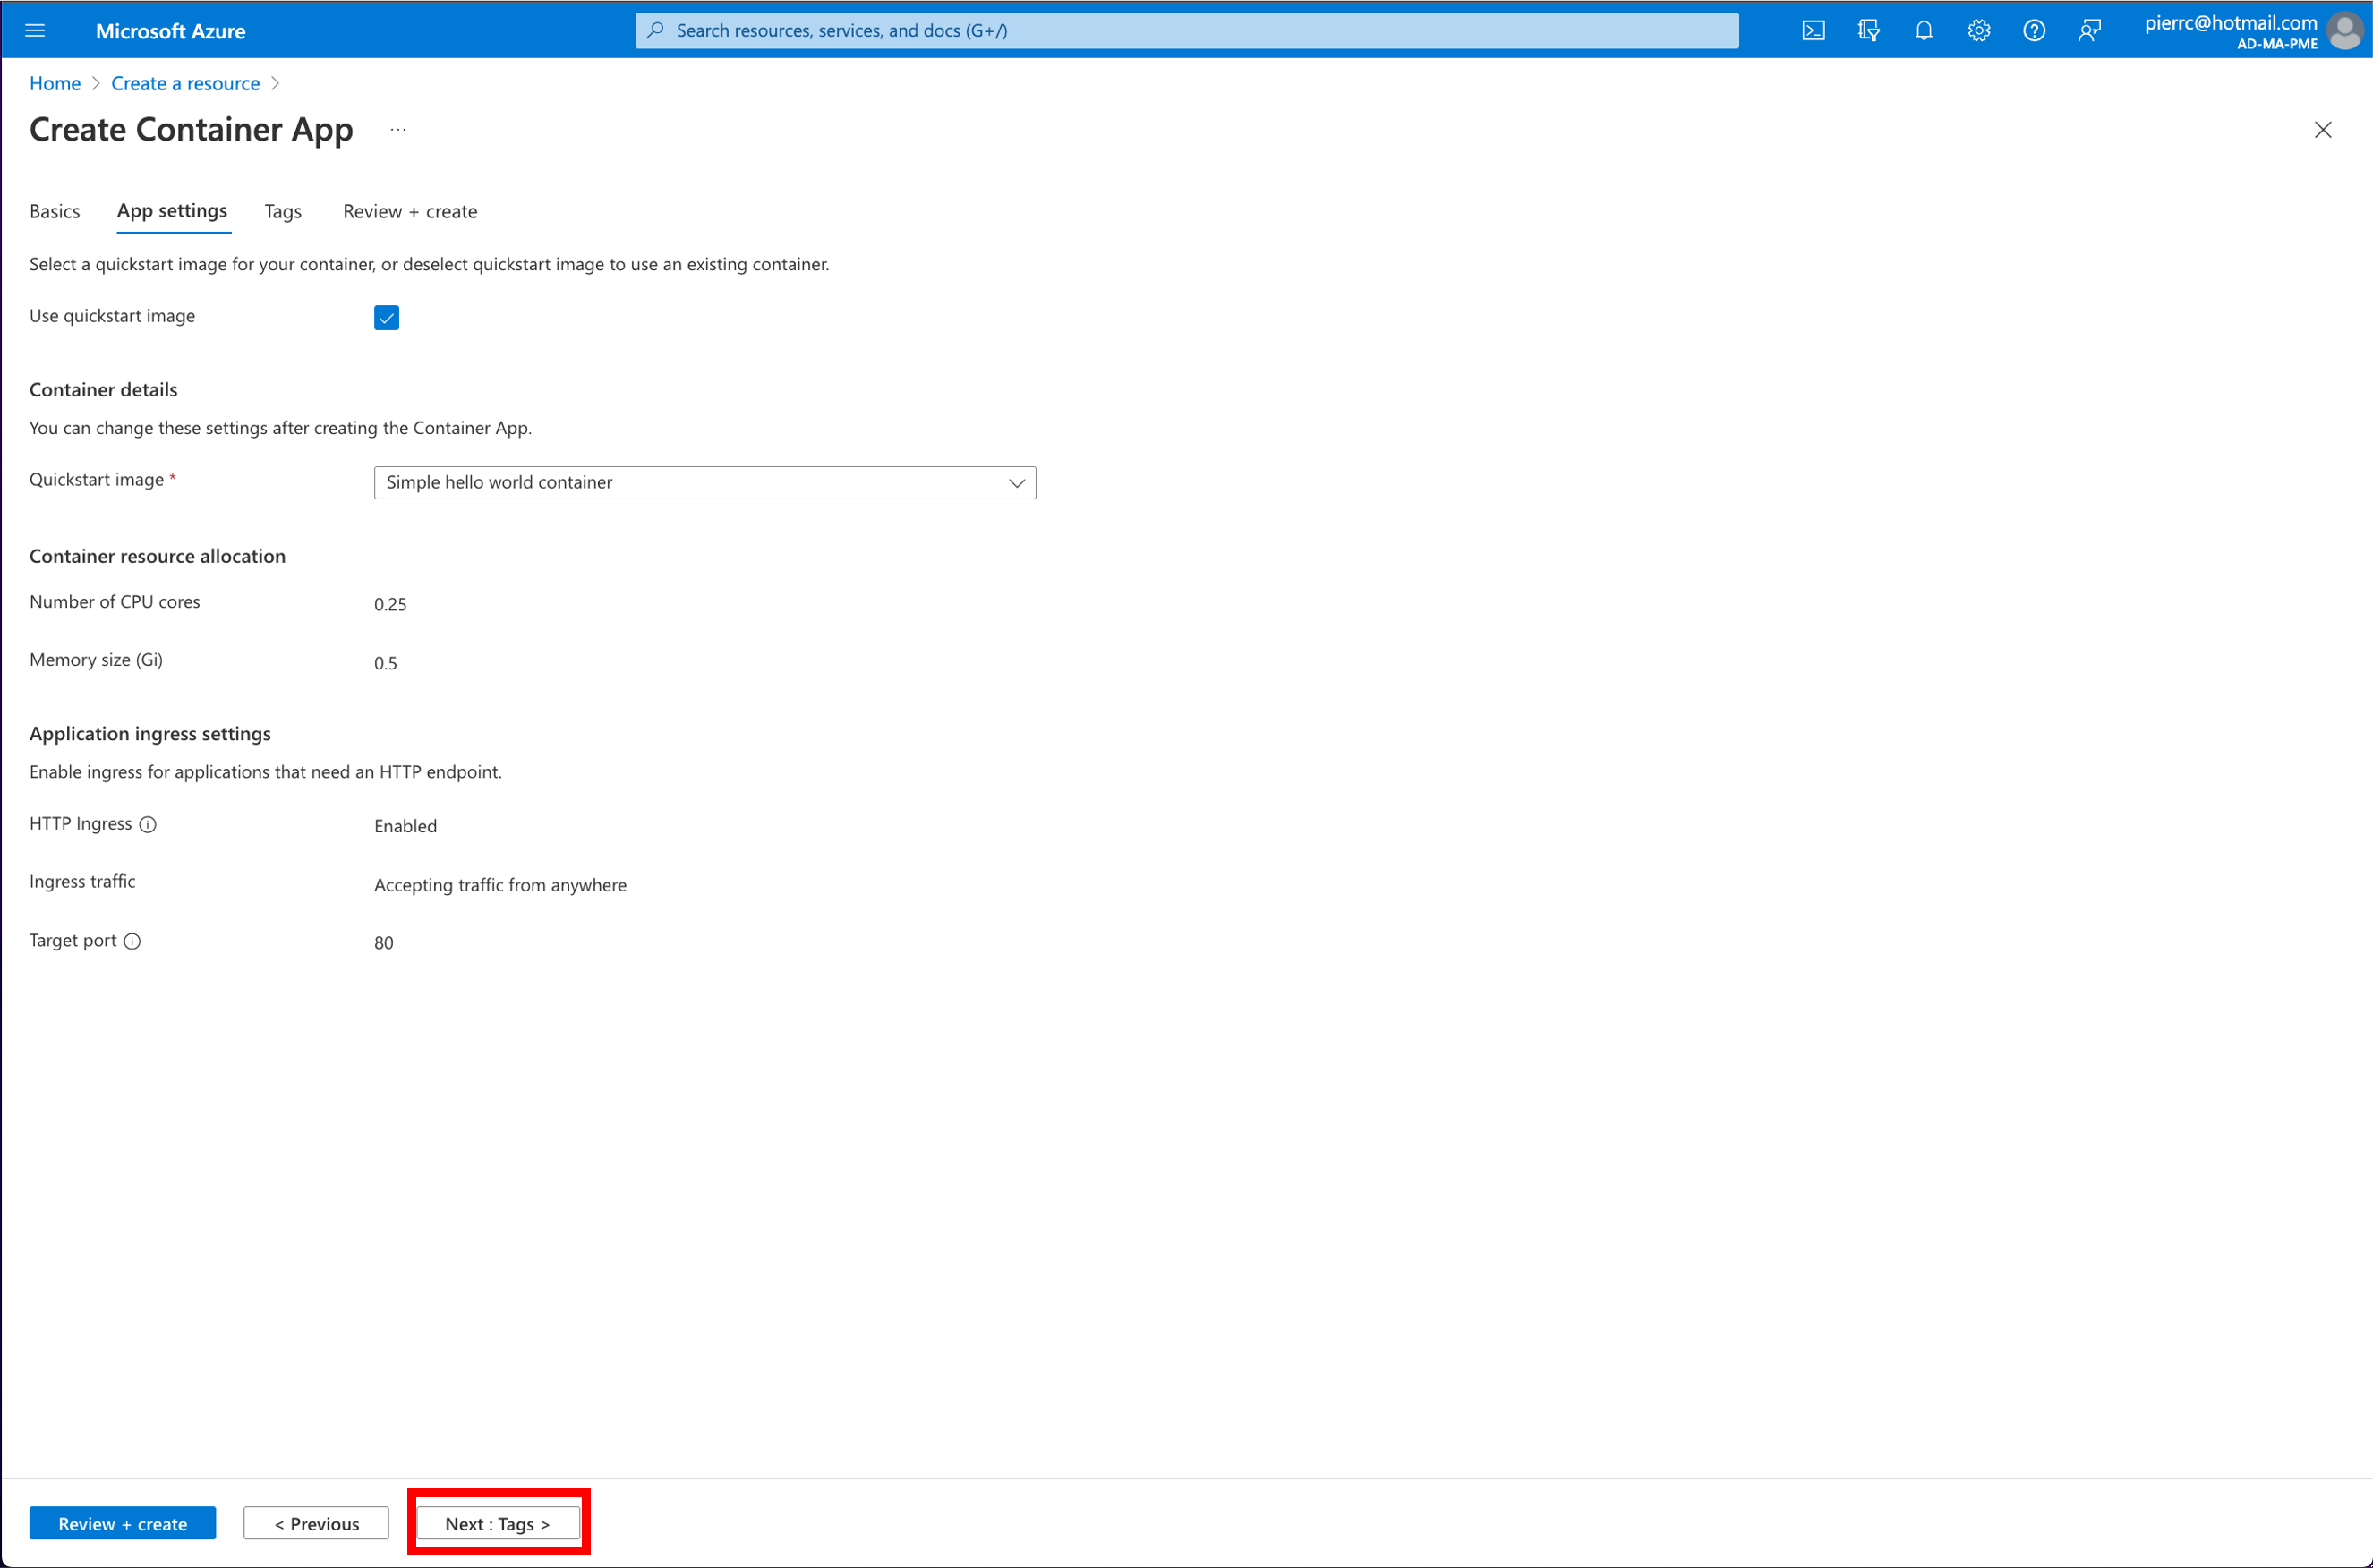 Microsoft Azure
Search resources, services, and docs (G+/)
pierrc@hotmail.com
AD-MA-PME
Home > Create a resource >
Create Container App ...
Basics App settings Tags Review + create
Select a quickstart image for your container, or deselect quickstart image to use an existing container.
Use quickstart image
Container details
You can change these settings after creating the Container App.
Quickstart image * Simple hello world container
Container resource allocation
Number of CPU cores 0.25
Memory size (Gi) 0.5
Application ingress settings
Enable ingress for applications that need an HTTP endpoint.
HTTP Ingress Enabled
Ingress traffic Accepting traffic from anywhere
Target port 80
Review + create < Previous Next : Tags >